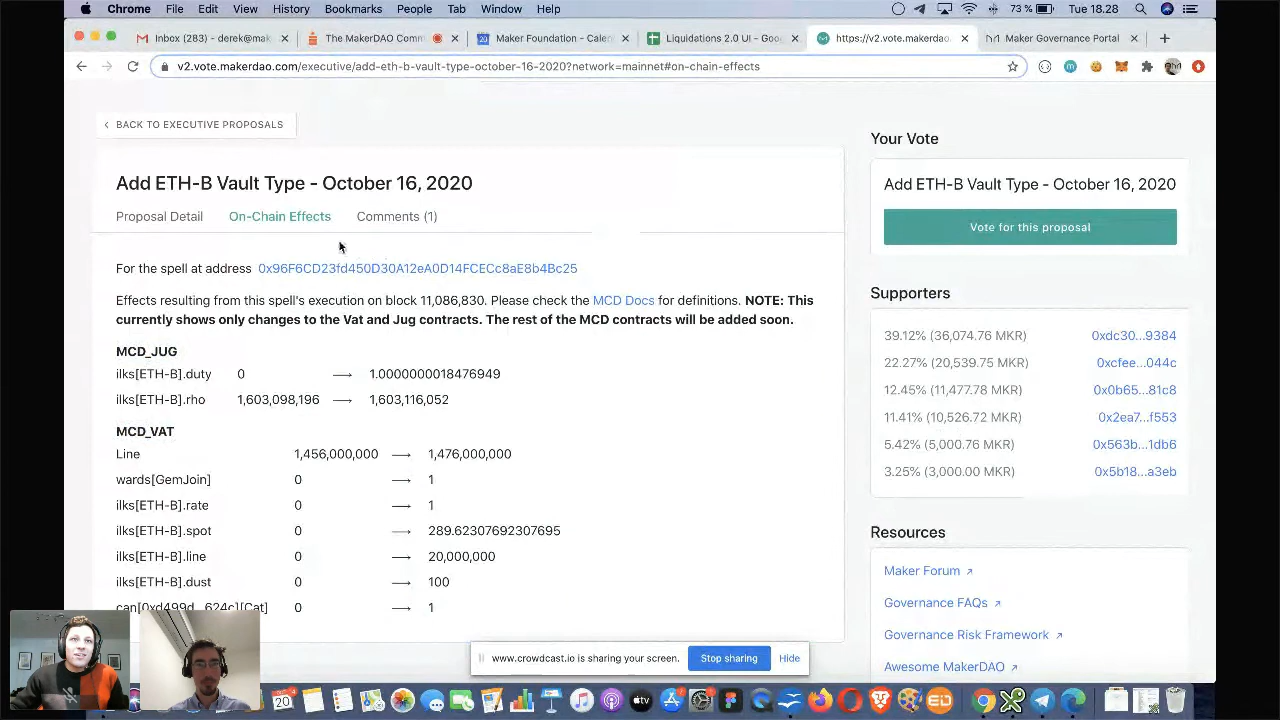 Chrome File Edit View History Bookmarks People Tab Window Help 73 % Tue 18.28
Inbox (283) - derek@mak
The MakerDAO Comm
Maker Foundation - Calen
Liquidations 2.0 UI - Goog
https://v2.vote.makerdao.
Maker Governance Portal
v2.vote.makerdao.com/executive/add-eth-b-vault-type-october-16-2020?network=mainnet#on-chain-effects
BACK TO EXECUTIVE PROPOSALS
Add ETH-B Vault Type - October 16, 2020
Proposal Detail On-Chain Effects Comments (1)
For the spell at address 0x96F6CD23fd450D30A12eA0D14FCECc8aE8b4Bc25
Effects resulting from this spell's execution on block 11,086,830. Please check the MCD Docs for definitions. NOTE: This
currently shows only changes to the Vat and Jug contracts. The rest of the MCD contracts will be added soon.
MCD_JUG
ilks[ETH-B].duty 0 → 1.0000000018476949
ilks[ETH-B].rho 1,603,098,196 → 1,603,116,052
MCD_VAT
Line 1,456,000,000 → 1,476,000,000
wards[GemJoin] 0 → 1
ilks[ETH-B].rate 0 → 1
ilks[ETH-B].spot 0 → 289.62307692307695
ilks[ETH-B].line 0 → 20,000,000
ilks[ETH-B].dust 0 → 100
can[0xd499d...624c][Cat] 0 → 1
Your Vote
Add ETH-B Vault Type - October 16, 2020
Vote for this proposal
Supporters
39.12% (36,074.76 MKR) 0xdc30...9384
22.27% (20,539.75 MKR) 0xcfee...044c
12.45% (11,477.78 MKR) 0x0b65...81c8
11.41% (10,526.72 MKR) 0x2ea7...f553
5.42% (5,000.76 MKR) 0x563b...1db6
3.25% (3,000.00 MKR) 0x5b18...a3eb
Resources
Maker Forum
Governance FAQs
Governance Risk Framework
Awesome MakerDAO
www.crowdcast.io is sharing your screen. Stop sharing Hide